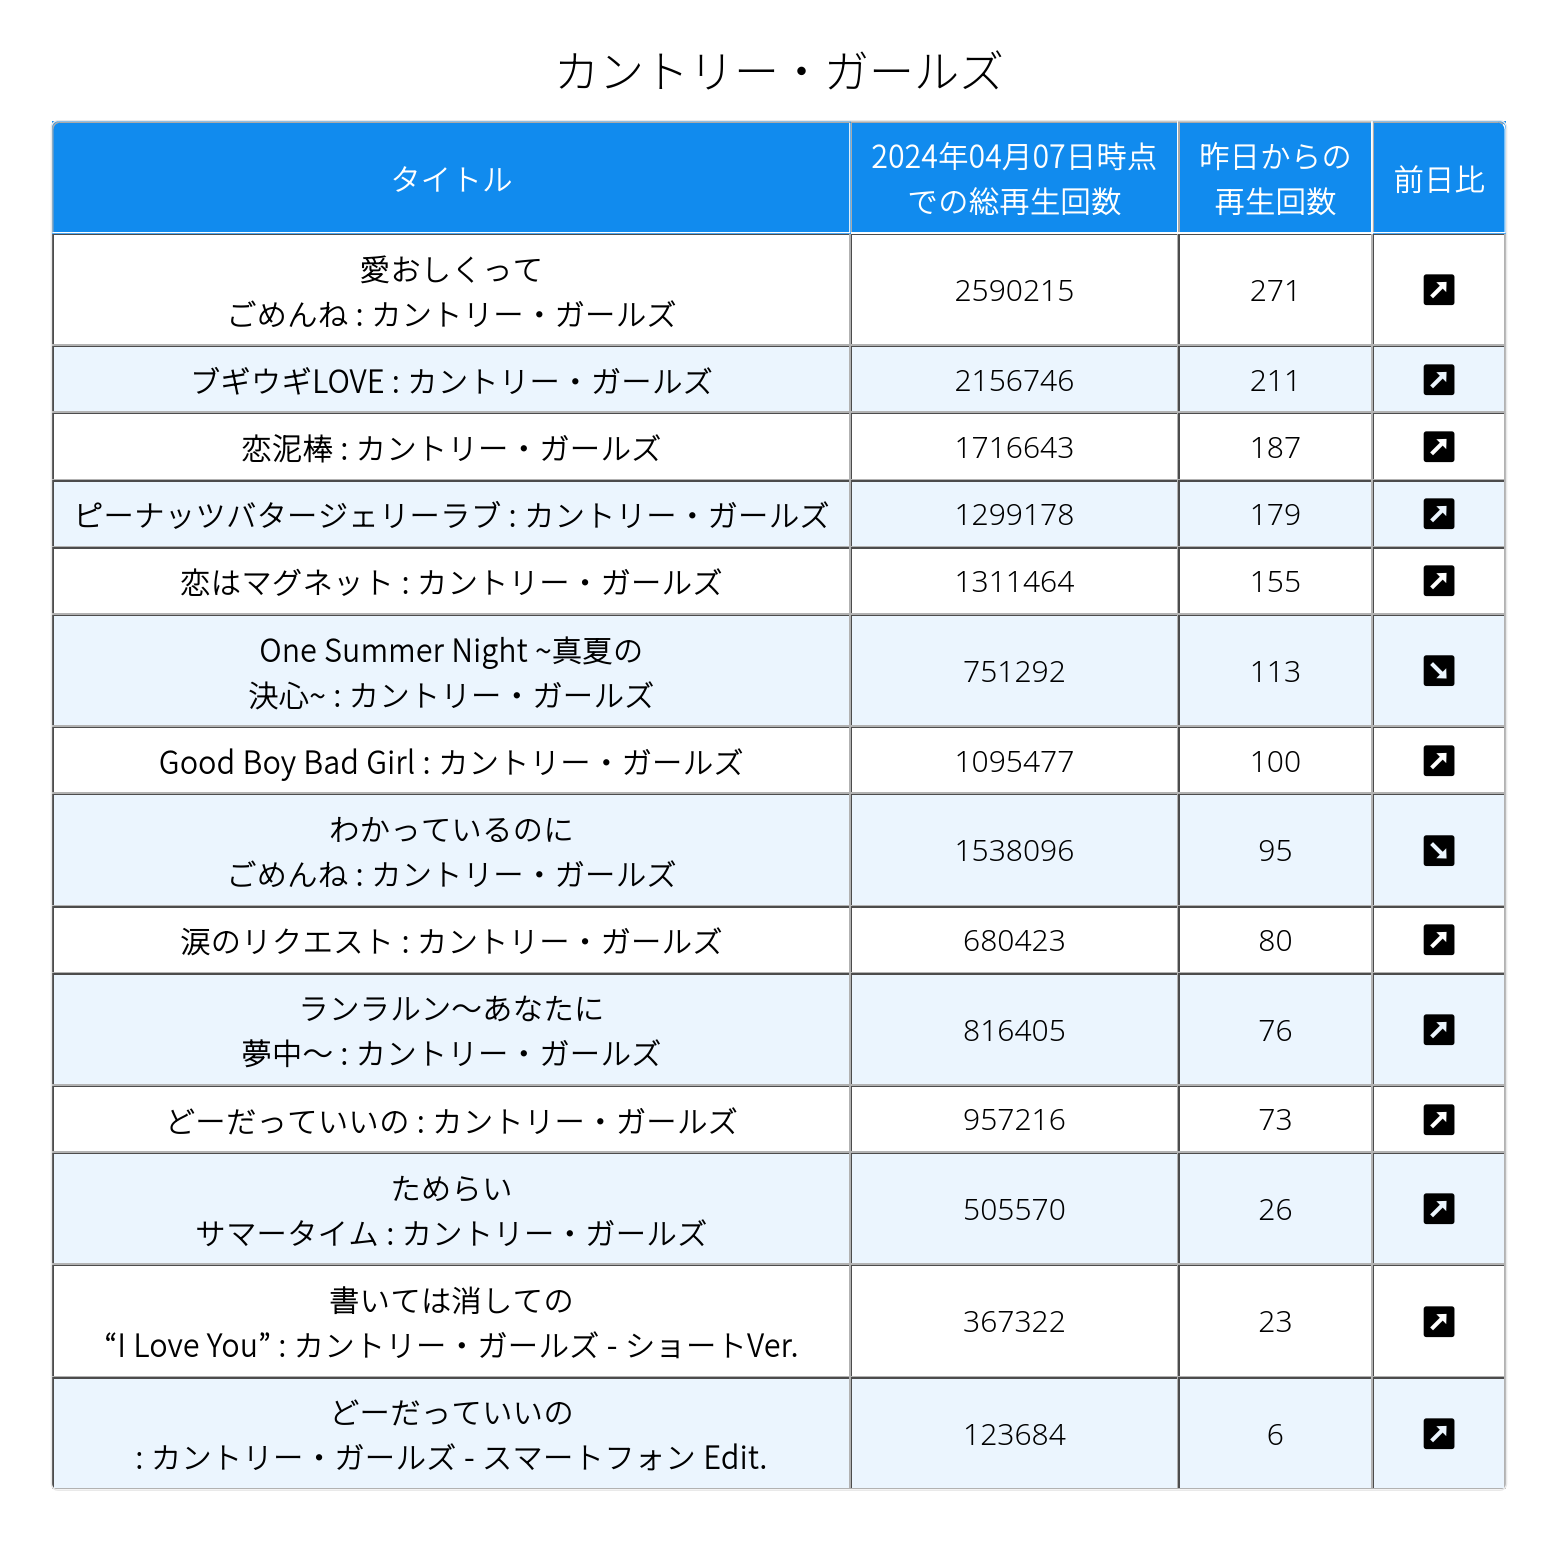 カントリー・ガールズ
タイトル
2024年04月07日時点
での総再生回数
昨日からの
再生回数
前日比
愛おしくって
ごめんね : カントリー・ガールズ
2590215
271
ブギウギLOVE : カントリー・ガールズ
2156746
211
恋泥棒 : カントリー・ガールズ
1716643
187
ピーナッツバタージェリーラブ : カントリー・ガールズ
1299178
179
恋はマグネット : カントリー・ガールズ
1311464
155
One Summer Night ~真夏の
決心~ : カントリー・ガールズ
751292
113
Good Boy Bad Girl : カントリー・ガールズ
1095477
100
わかっているのに
ごめんね : カントリー・ガールズ
1538096
95
涙のリクエスト : カントリー・ガールズ
680423
80
ランラルン～あなたに
夢中～ : カントリー・ガールズ
816405
76
どーだっていいの : カントリー・ガールズ
957216
73
ためらい
サマータイム : カントリー・ガールズ
505570
26
書いては消しての
“I Love You” : カントリー・ガールズ - ショートVer.
367322
23
どーだっていいの
: カントリー・ガールズ - スマートフォン Edit.
123684
6